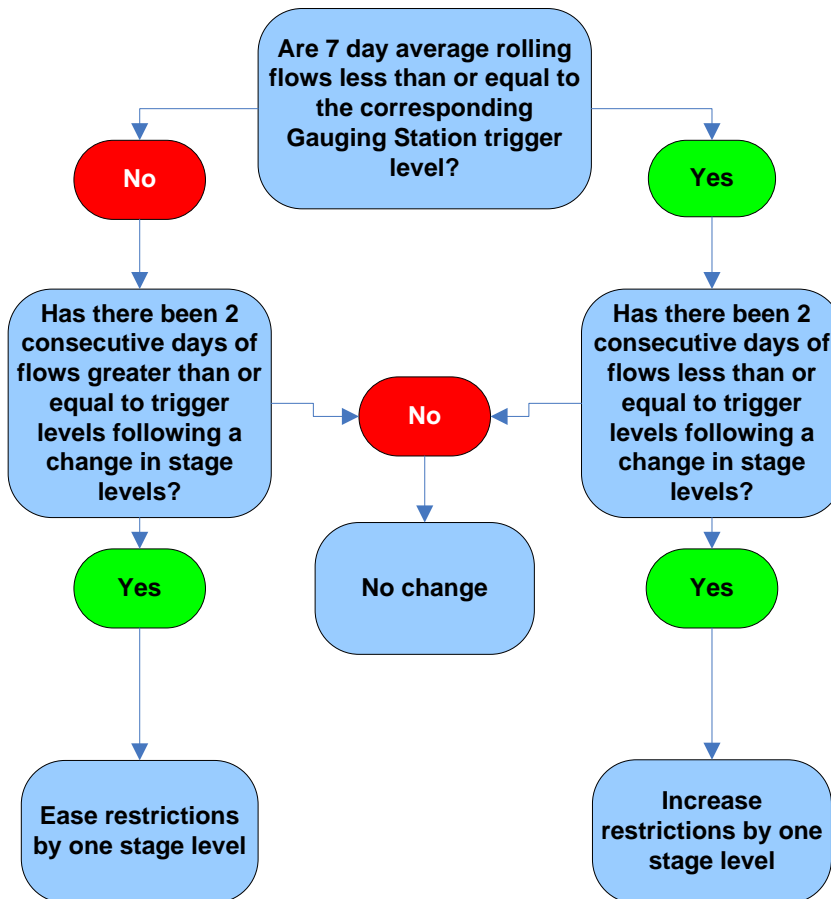 Are 7 day average rolling
flows less than or equal to
the corresponding
Gauging Station trigger
level?
No
Yes
Has there been 2
consecutive days of
flows greater than or
equal to trigger
levels following a
change in stage
levels?
No
Has there been 2
consecutive days of
flows less than or
equal to trigger
levels following a
change in stage
levels?
Yes
No change
Yes
Ease restrictions
by one stage level
Increase
restrictions by one
stage level